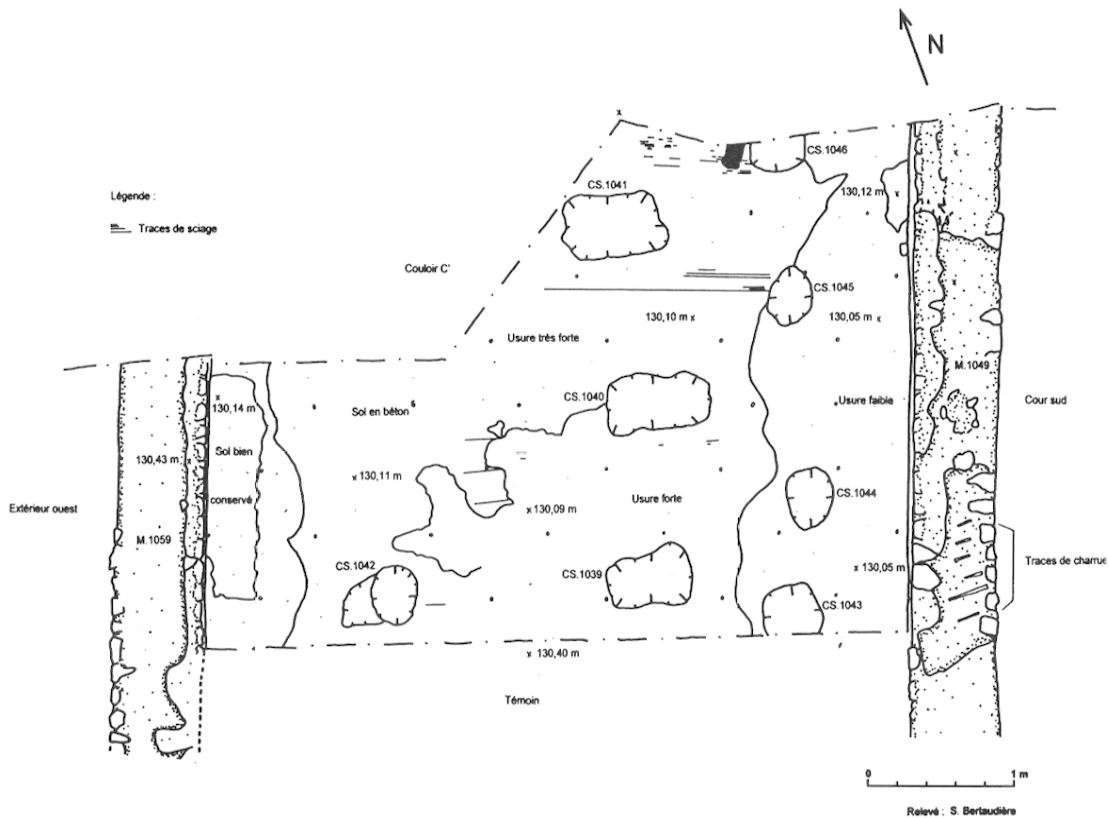 N
CS.1046
Légende :
CS.1041
130,12 m x
Traces de sciage
Couloir C'
CS.1045
130,10 m x
130,05 m x
Usure très forte
M.1049
CS.1040
130,14 m
Sol en béton
Usure faible
Cour sud
130,43 m x
Sol bien
x 130,11 m
CS.1044
conservé
Usure forte
Extérieur ouest
x 130,09 m
M.1059
Traces de charrue
CS.1042
CS.1039
x 130,05 m
CS.1043
x 130,40 m
Témoin
0 1 m
Relevé : S. Bertaudière